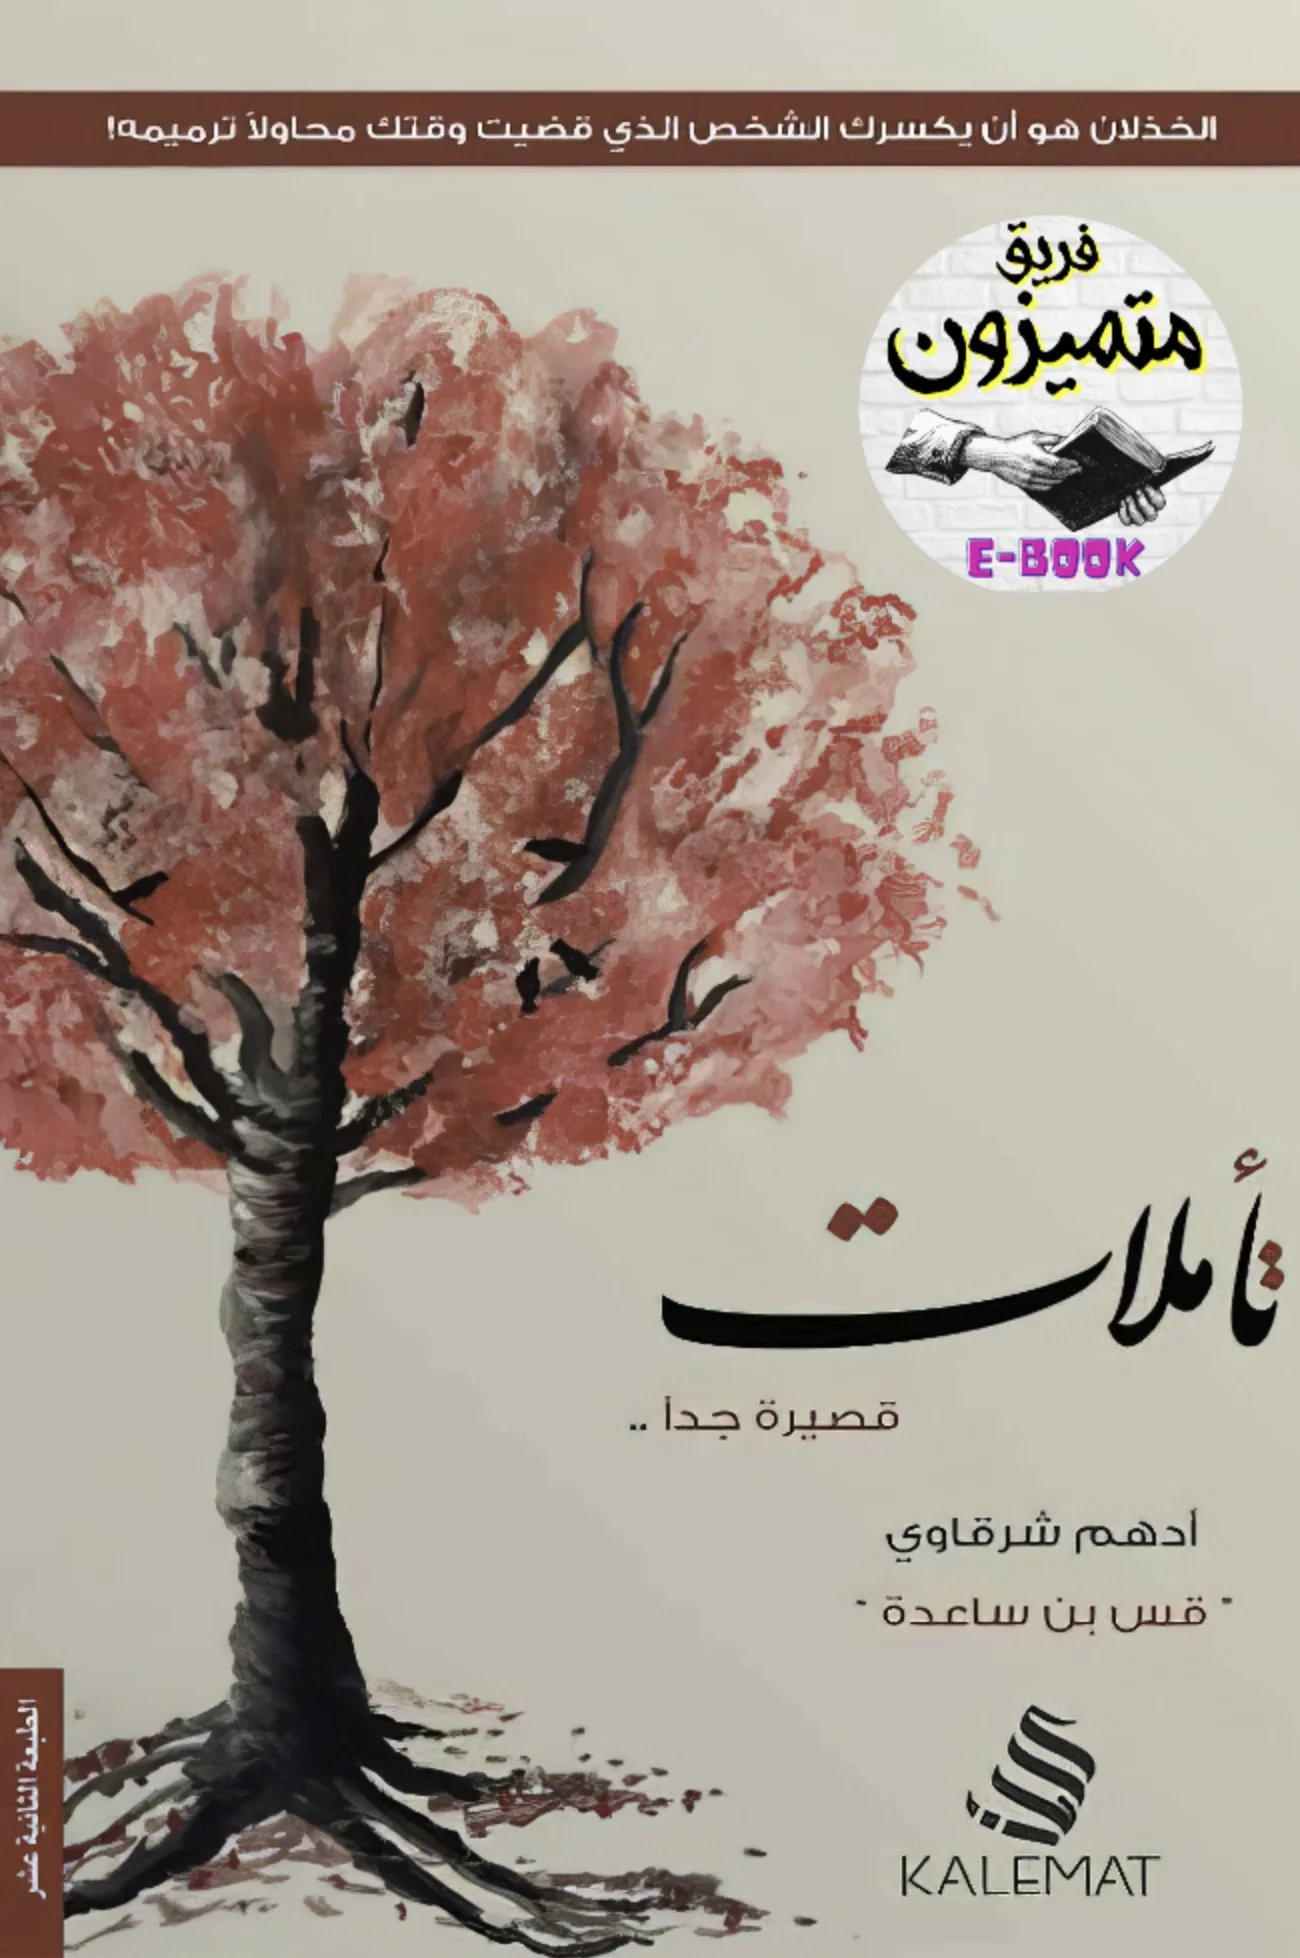 الخذلان هو أن يكسرك الشخص الذي قضيت وقتك محاولاً ترميمه!
فريق
متميزون
E-BOOK
تأملات
قصيرة جداً ..
أدهم شرقاوي
" قس بن ساعدة "
KALEMAT
الطبعة الثانية عشر